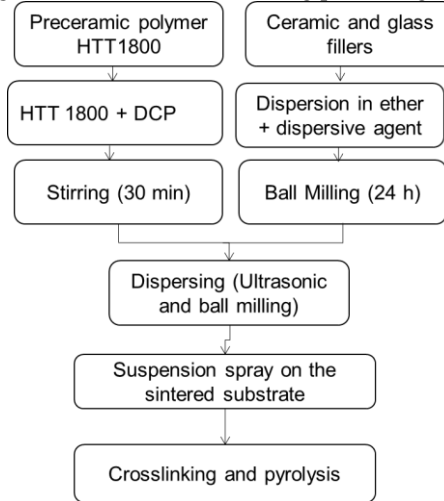 Preceramic polymer
HTT1800
Ceramic and glass
fillers
HTT 1800 + DCP
Dispersion in ether
+ dispersive agent
Stirring (30 min)
Ball Milling (24 h)
Dispersing (Ultrasonic
and ball milling)
Suspension spray on the
sintered substrate
Crosslinking and pyrolysis